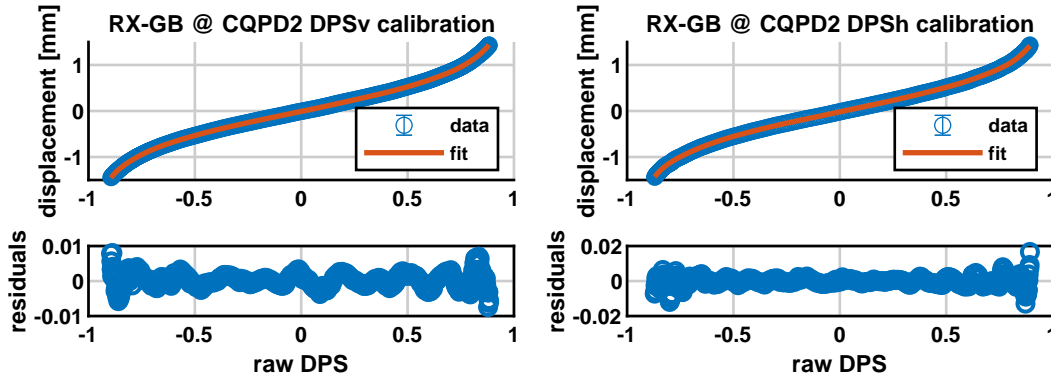 RX-GB @ CQPD2 DPSv calibration
displacement [mm]
1
0
-1
-1
-0.5
0
0.5
1
data
fit
residuals
0.01
0
-0.01
-1
-0.5
0
0.5
1
raw DPS
RX-GB @ CQPD2 DPSh calibration
displacement [mm]
1
0
-1
-1
-0.5
0
0.5
1
data
fit
residuals
0.02
0
-0.02
-1
-0.5
0
0.5
1
raw DPS